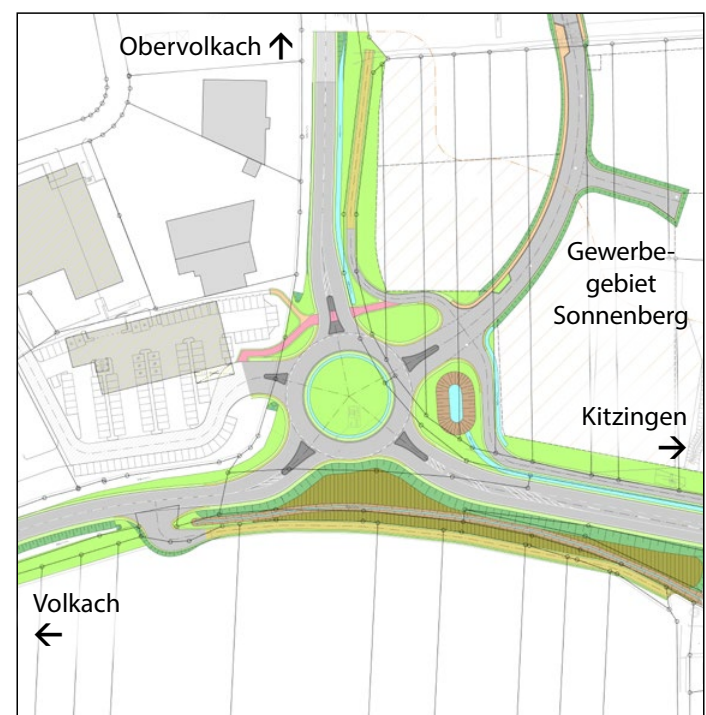 Obervolkach ↑
Gewerbe-
gebiet
Sonnenberg
Kitzingen
→
Volkach
←